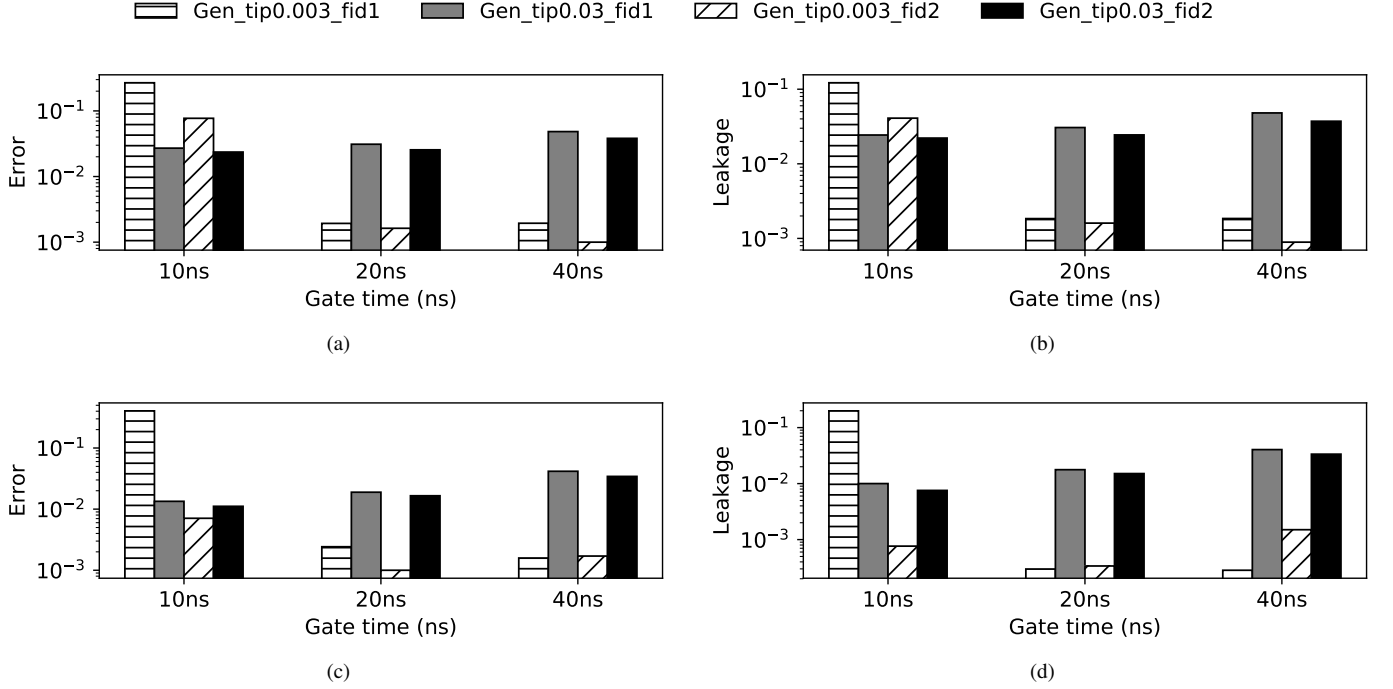 Gen_tip0.003_fid1 Gen_tip0.03_fid1 Gen_tip0.003_fid2 Gen_tip0.03_fid2
Error
10⁻¹
10⁻²
10⁻³
10ns 20ns 40ns
Gate time (ns)
(a)
Leakage
10⁻¹
10⁻²
10⁻³
10ns 20ns 40ns
Gate time (ns)
(b)
Error
10⁻¹
10⁻²
10⁻³
10ns 20ns 40ns
Gate time (ns)
(c)
Leakage
10⁻¹
10⁻²
10⁻³
10ns 20ns 40ns
Gate time (ns)
(d)